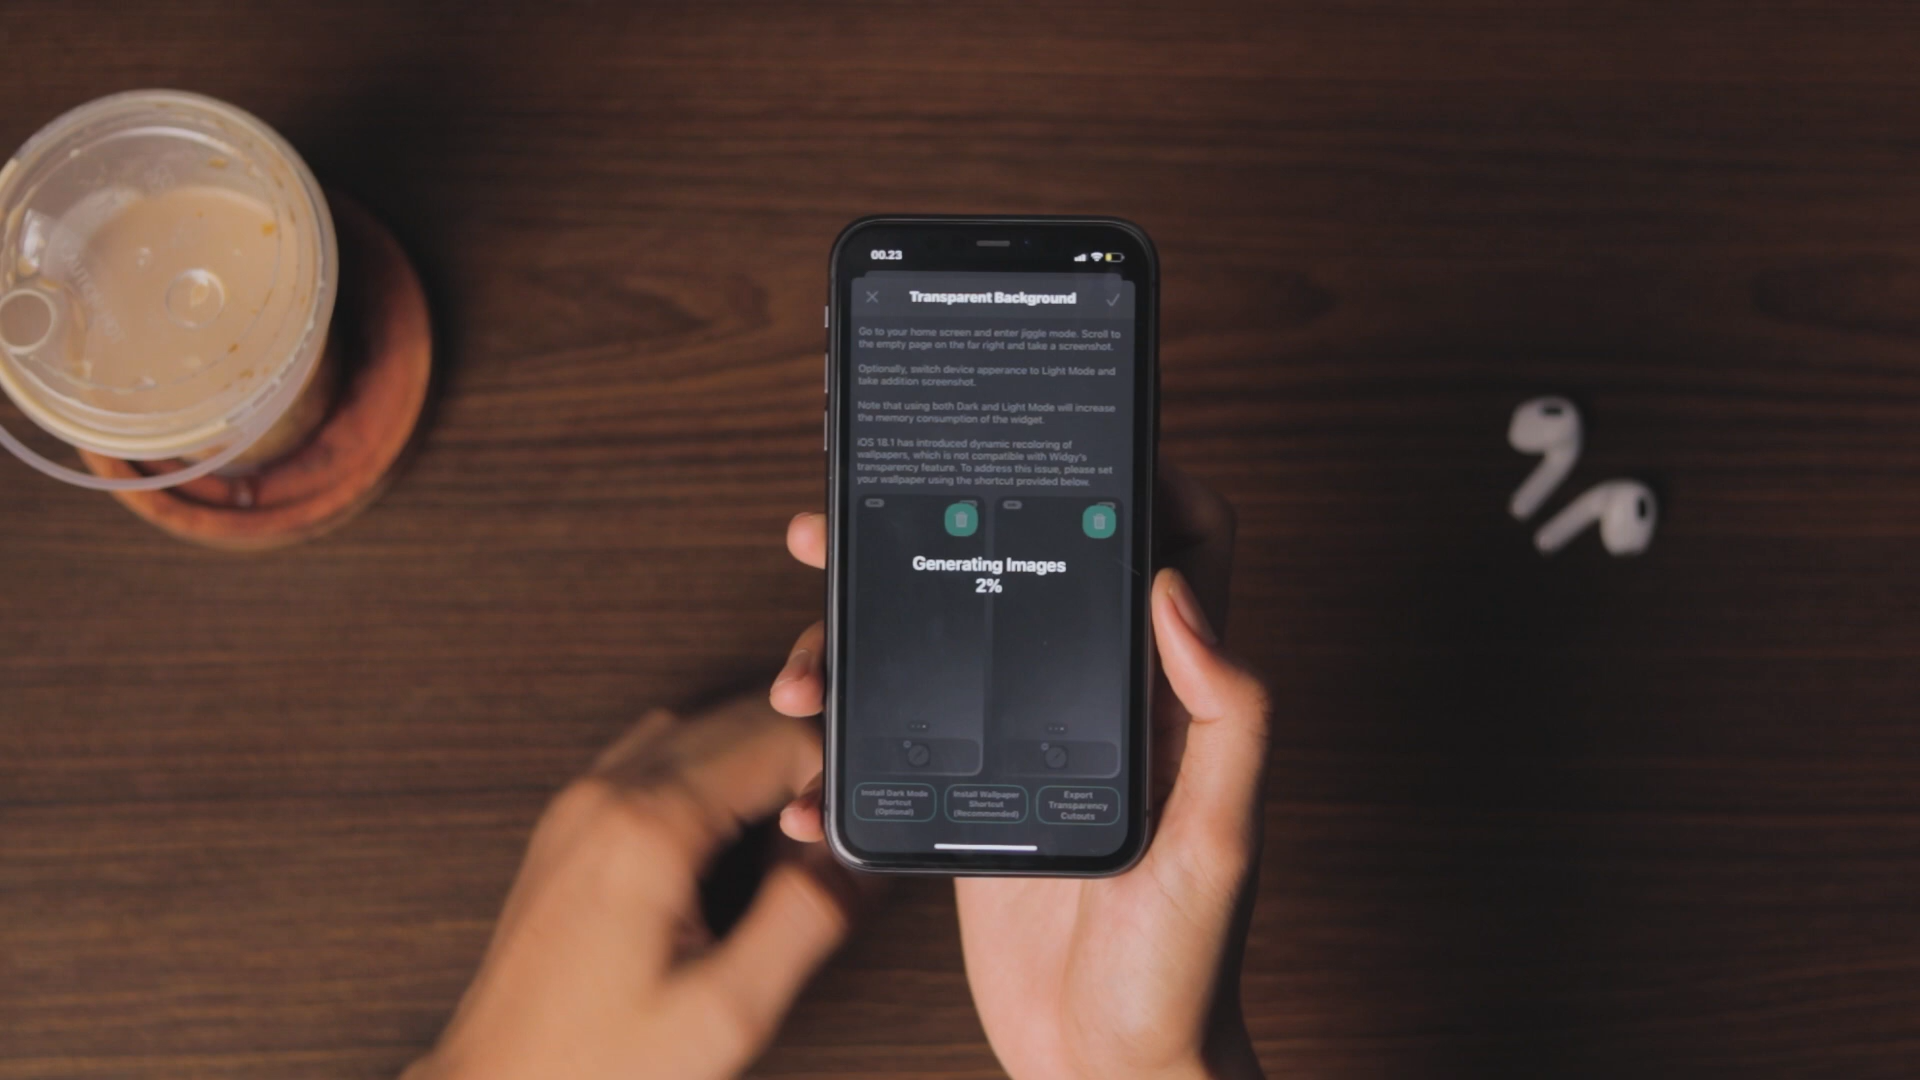 00.23
Transparent Background
Go to your home screen and enter jiggle mode. Scroll to
the empty page on the far right and take a screenshot.
Optionally, switch device apperance to Light Mode and
take addition screenshot.
Note that using both Dark and Light Mode will increase
the memory consumption of the widget.
iOS 18.1 has introduced dynamic recoloring of
wallpapers, which is not compatible with Widgy's
transparency feature. To address this issue, please set
your wallpaper using the shortcut provided below.
Generating Images
2%
Install Dark Mode
Shortcut
(Optional)
Install Wallpaper
Shortcut
(Recommended)
Export
Transparency
Cutouts